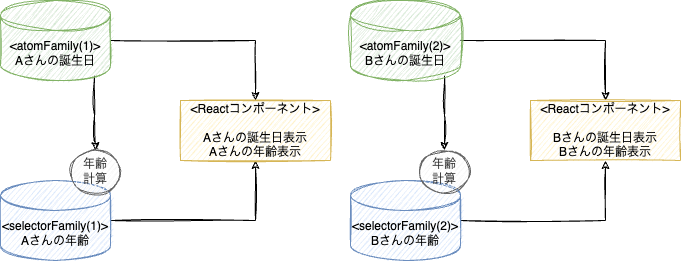 <atomFamily(1)>
Aさんの誕生日
<Reactコンポーネント>
Aさんの誕生日表示
Aさんの年齢表示
年齢
計算
<selectorFamily(1)>
Aさんの年齢
<atomFamily(2)>
Bさんの誕生日
<Reactコンポーネント>
Bさんの誕生日表示
Bさんの年齢表示
年齢
計算
<selectorFamily(2)>
Bさんの年齢